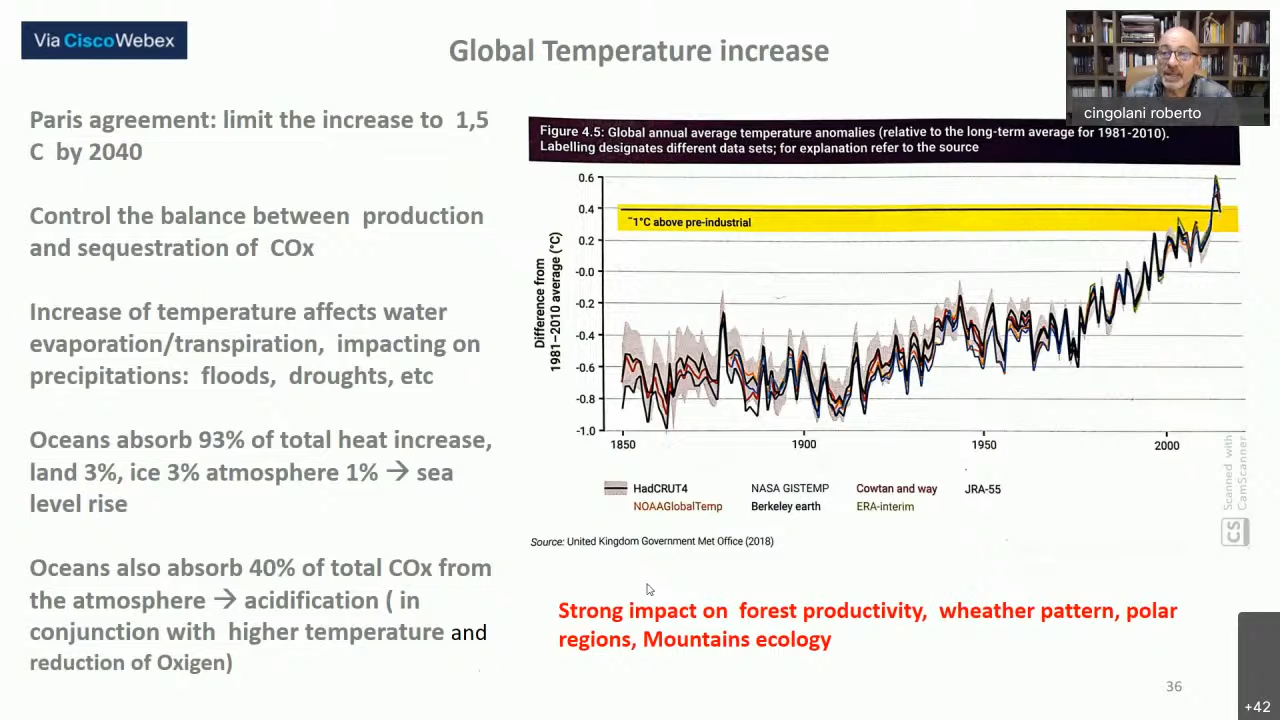 Via CiscoWebex
Global Temperature increase
cingolani roberto
Paris agreement: limit the increase to 1,5
C by 2040
Control the balance between production
and sequestration of COx
Increase of temperature affects water
evaporation/transpiration, impacting on
precipitations: floods, droughts, etc
Oceans absorb 93% of total heat increase,
land 3%, ice 3% atmosphere 1% → sea
level rise
Oceans also absorb 40% of total COx from
the atmosphere → acidification ( in
conjunction with higher temperature and
reduction of Oxigen)
Figure 4.5: Global annual average temperature anomalies (relative to the long-term average for 1981-2010).
Labelling designates different data sets; for explanation refer to the source
Difference from
1981–2010 average (°C)
0.6
0.4
0.2
-0.0
-0.2
-0.4
-0.6
-0.8
-1.0
~1°C above pre-industrial
1850 1900 1950 2000
HadCRUT4 NASA GISTEMP Cowtan and way JRA-55
NOAAGlobalTemp Berkeley earth ERA-interim
Source: United Kingdom Government Met Office (2018)
Scanned with
CamScanner
CS
Strong impact on forest productivity, wheather pattern, polar
regions, Mountains ecology
36
+42